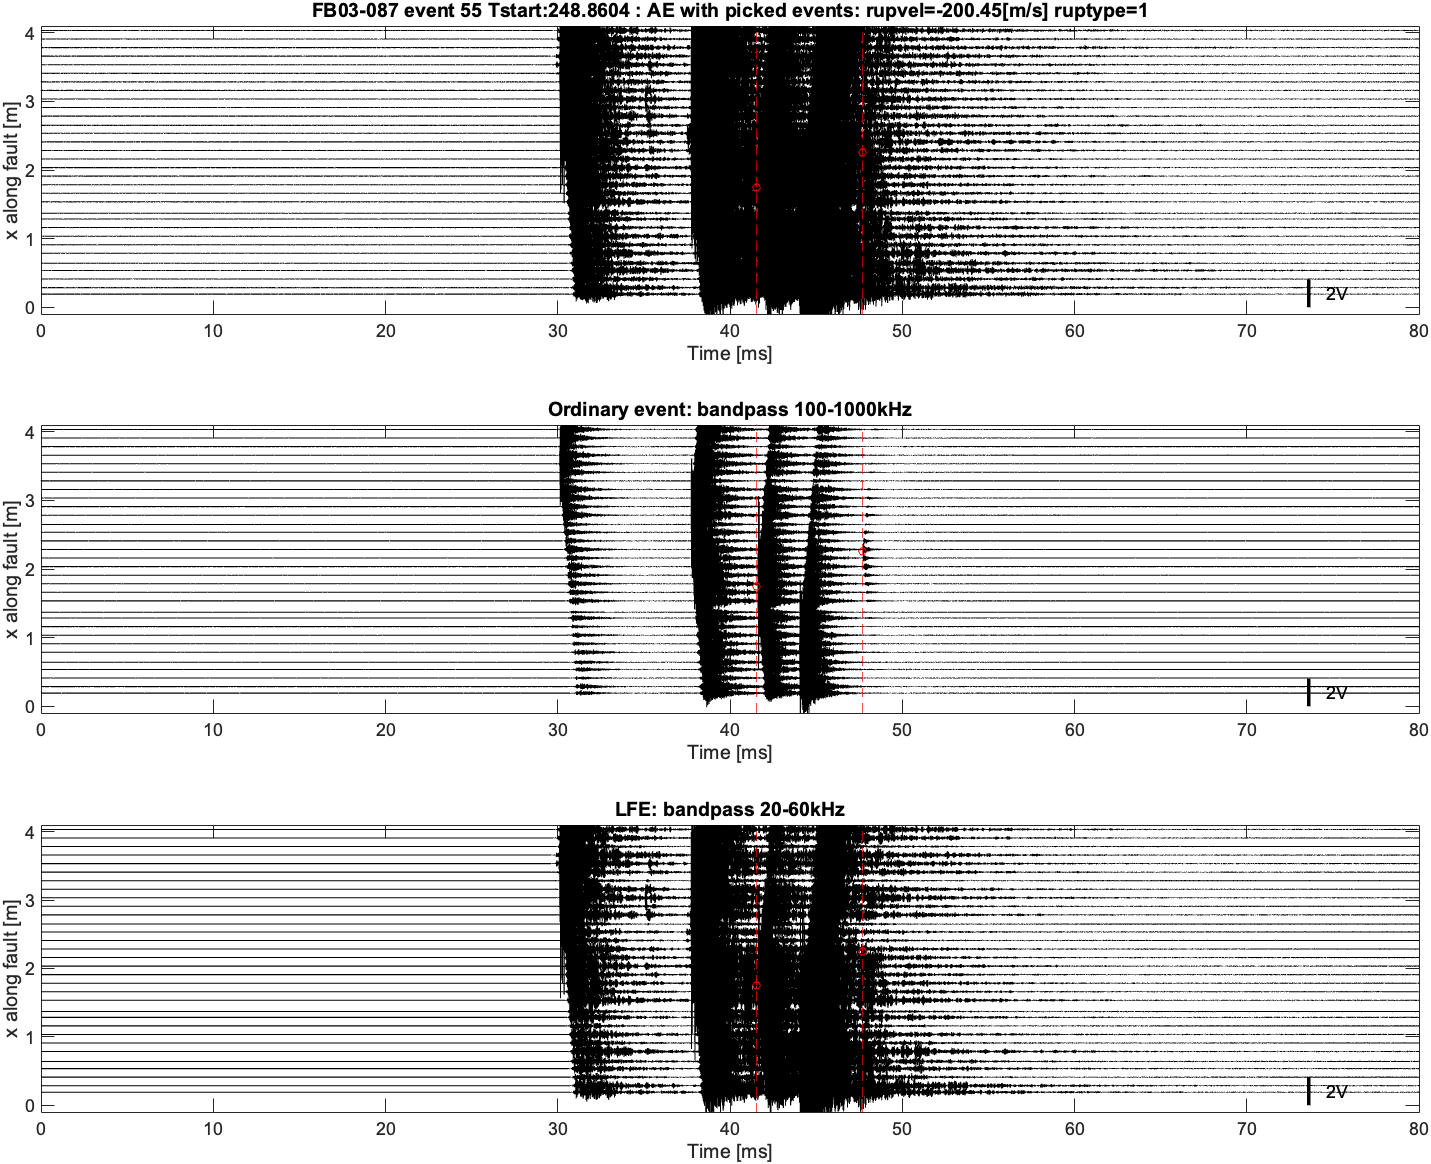 FB03-087 event 55 Tstart:248.8604 : AE with picked events: rupvel=-200.45[m/s] ruptype=1
4
3
2
1
0
x along fault [m]
2V
0 10 20 30 40 50 60 70 80
Time [ms]
Ordinary event: bandpass 100-1000kHz
4
3
2
1
0
x along fault [m]
2V
0 10 20 30 40 50 60 70 80
Time [ms]
LFE: bandpass 20-60kHz
4
3
2
1
0
x along fault [m]
2V
0 10 20 30 40 50 60 70 80
Time [ms]